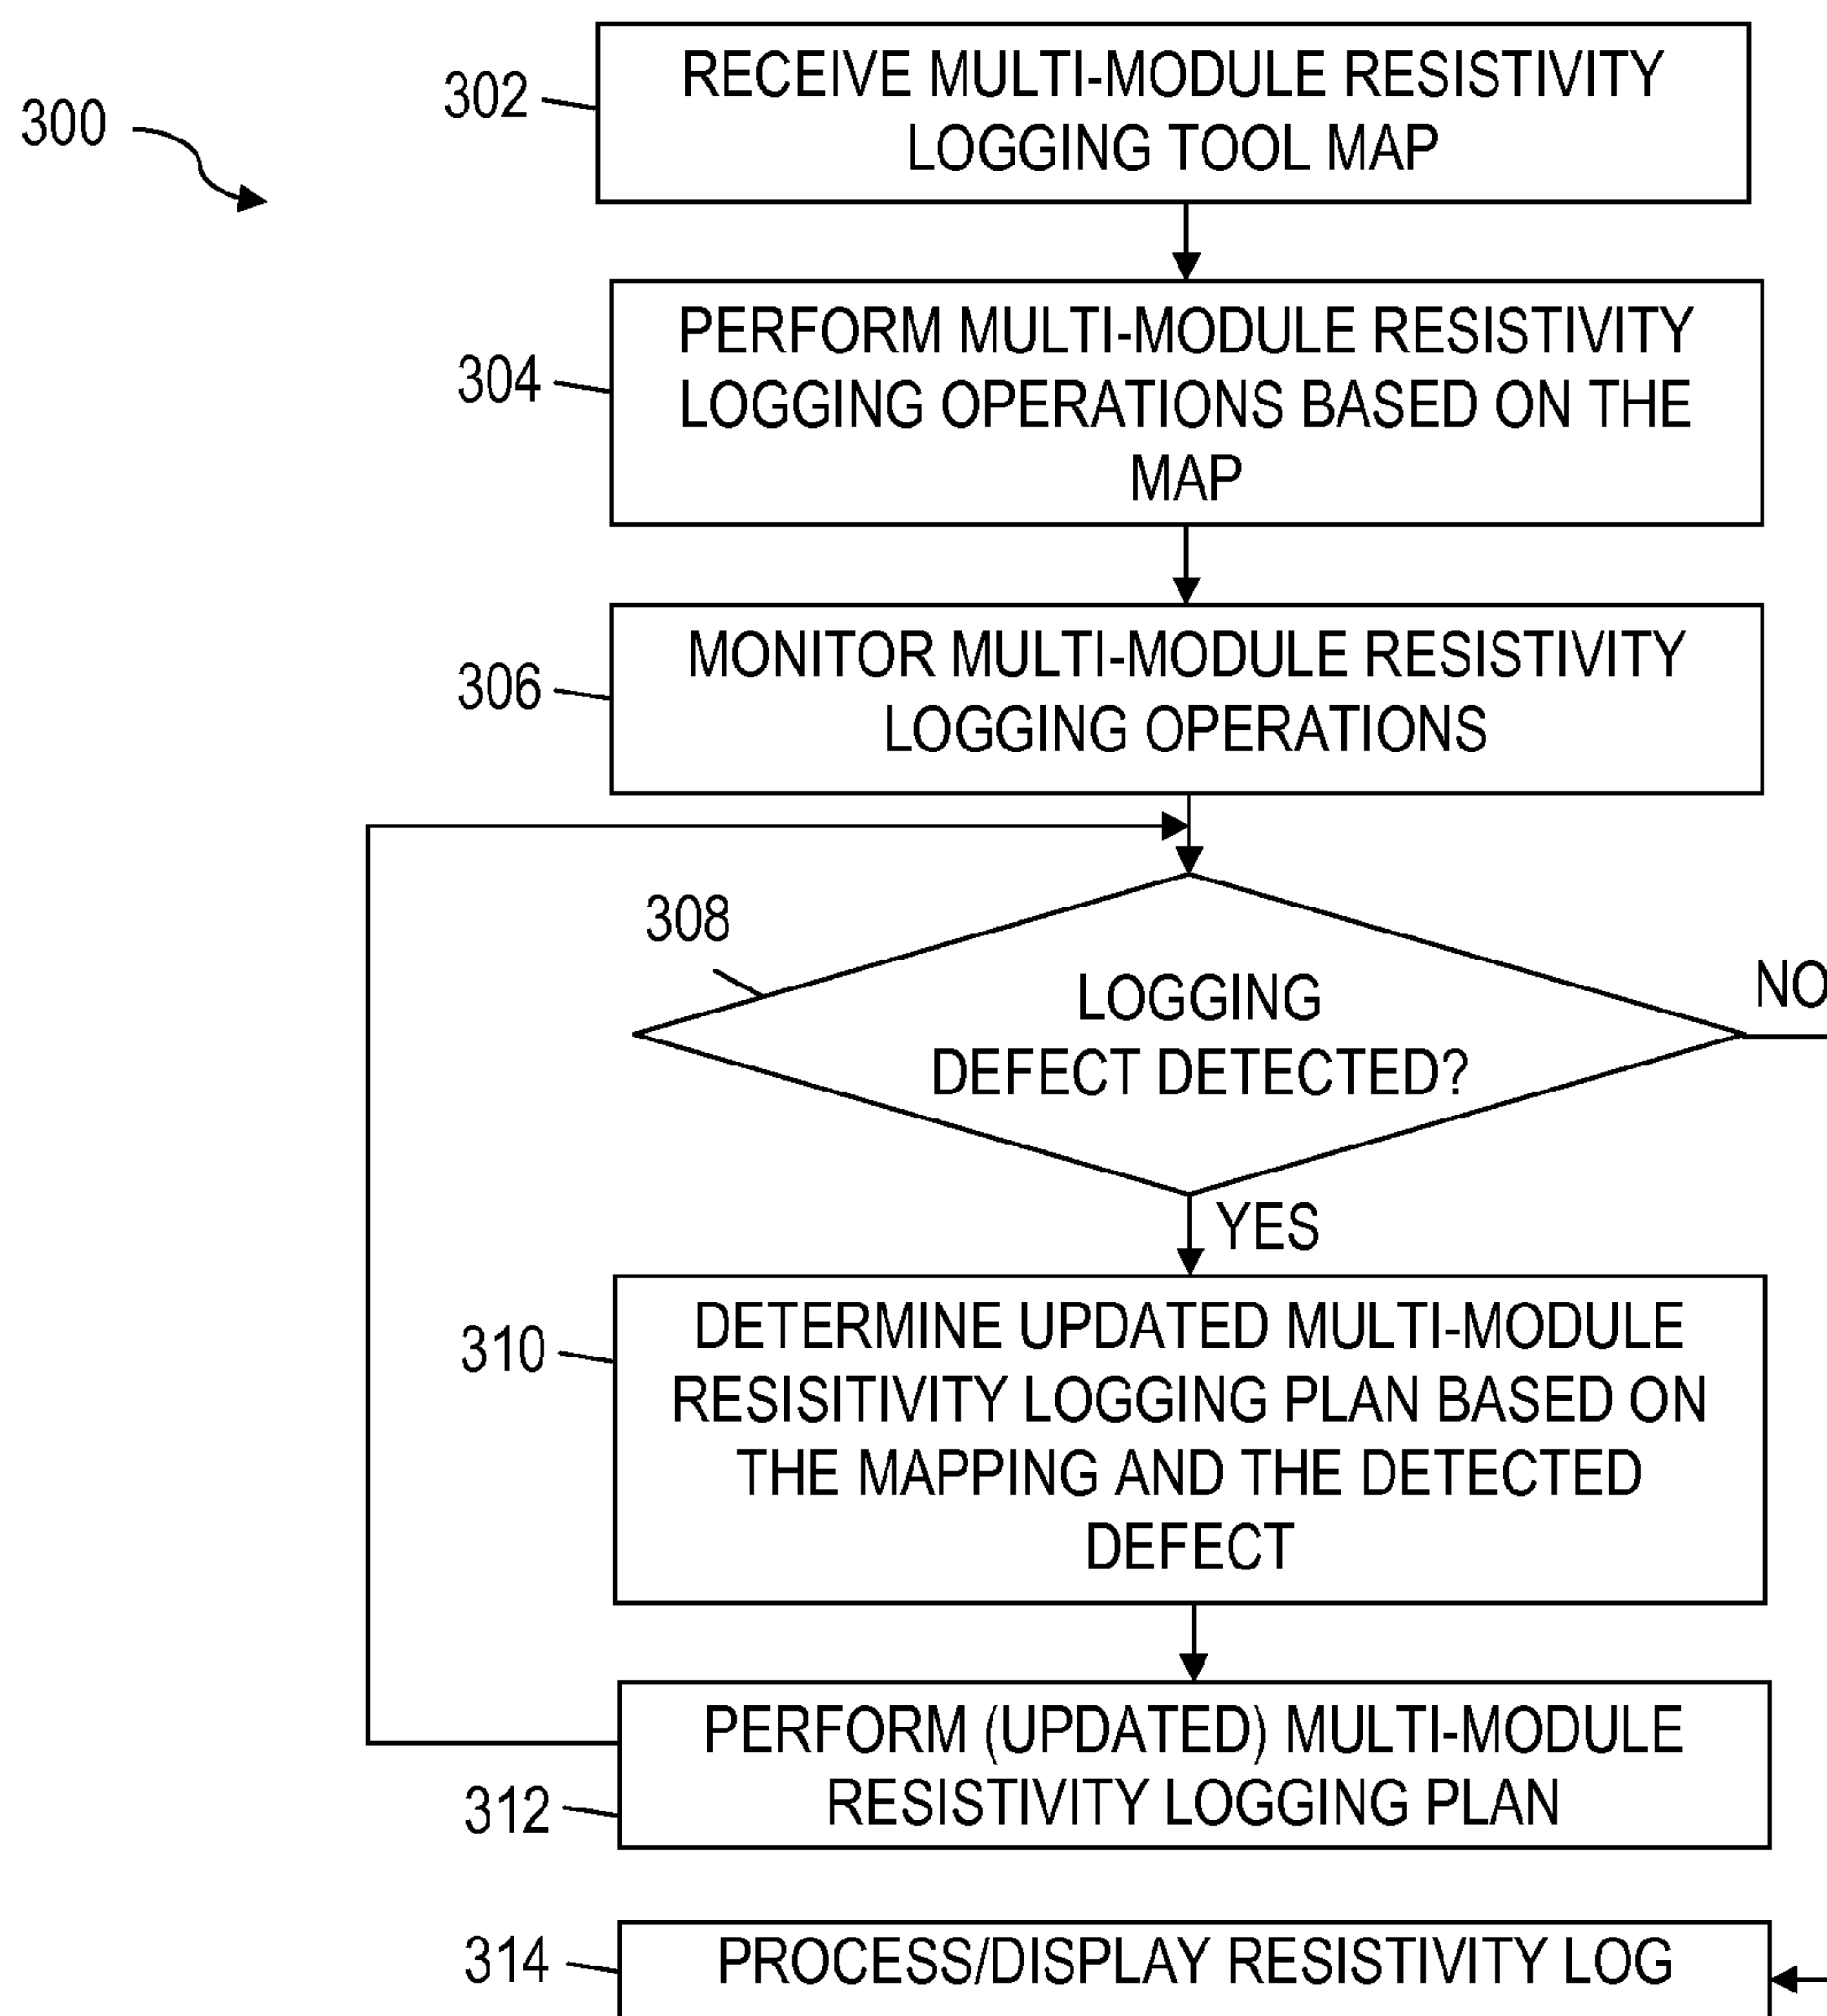 300
302
RECEIVE MULTI-MODULE RESISTIVITY
LOGGING TOOL MAP
304
PERFORM MULTI-MODULE RESISTIVITY
LOGGING OPERATIONS BASED ON THE
MAP
306
MONITOR MULTI-MODULE RESISTIVITY
LOGGING OPERATIONS
308
LOGGING
DEFECT DETECTED?
NO
YES
310
DETERMINE UPDATED MULTI-MODULE
RESISITIVITY LOGGING PLAN BASED ON
THE MAPPING AND THE DETECTED
DEFECT
312
PERFORM (UPDATED) MULTI-MODULE
RESISTIVITY LOGGING PLAN
314
PROCESS/DISPLAY RESISTIVITY LOG